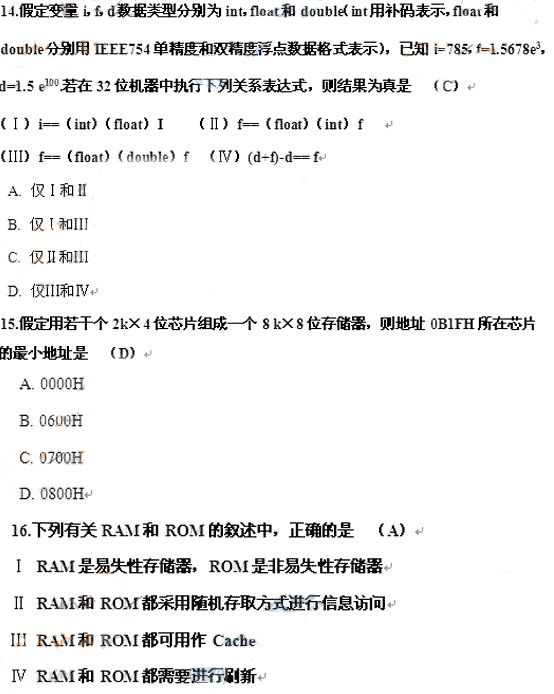 14.假定变量 i, f, d 数据类型分别为 int, float 和 double( int 用补码表示, float 和
double 分别用 IEEE754 单精度和双精度浮点数据格式表示), 已知 i=785, f=1.5678e³,
d=1.5 e¹⁰⁰.若在 32 位机器中执行下列关系表达式, 则结果为真是 （C）
(Ⅰ) i==(int)(float)I (Ⅱ) f==(float)(int)f
(Ⅲ) f==(float)(double) f (Ⅳ) (d+f)-d==f
A. 仅Ⅰ和Ⅱ
B. 仅Ⅰ和Ⅲ
C. 仅Ⅱ和Ⅲ
D. 仅Ⅲ和Ⅳ
15.假定用若干个 2k×4 位芯片组成一个 8 k×8 位存储器, 则地址 0B1FH 所在芯片
的最小地址是 （D）
A. 0000H
B. 0600H
C. 0700H
D. 0800H
16.下列有关 RAM 和 ROM 的叙述中, 正确的是 （A）
Ⅰ RAM 是易失性存储器, ROM 是非易失性存储器
Ⅱ RAM 和 ROM 都采用随机存取方式进行信息访问
Ⅲ RAM 和 ROM 都可用作 Cache
Ⅳ RAM 和 ROM 都需要进行刷新